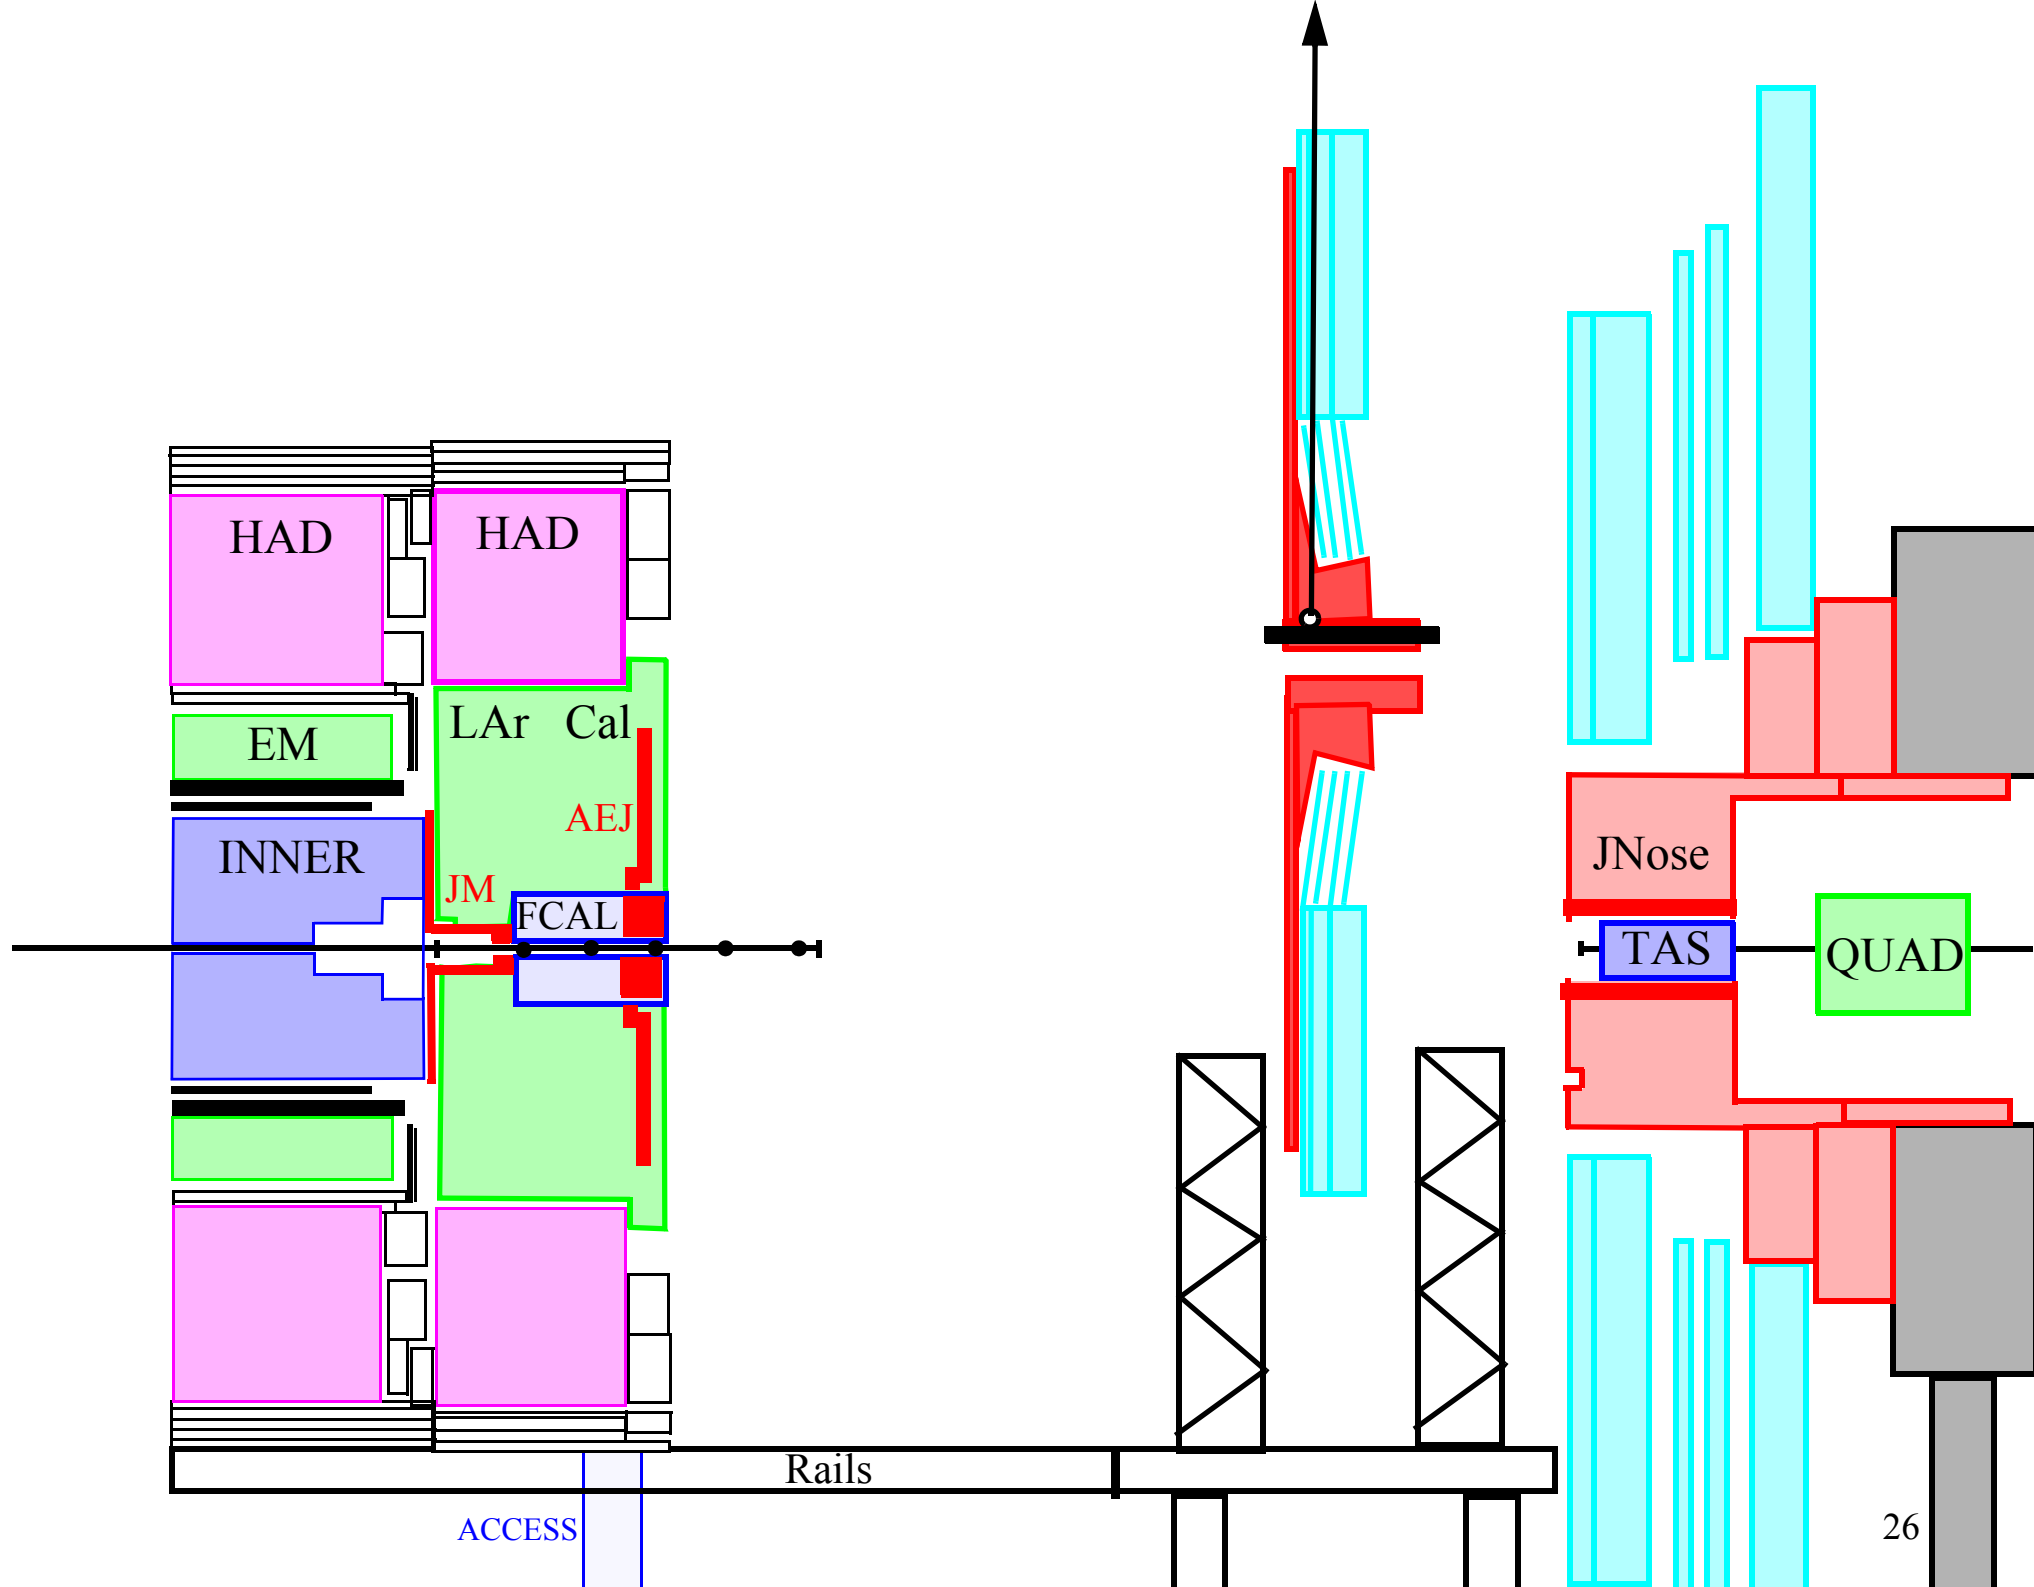 HAD
HAD
LAr Cal
EM
AEJ
INNER
JM
JNose
FCAL
TAS
QUAD
Rails
ACCESS
26